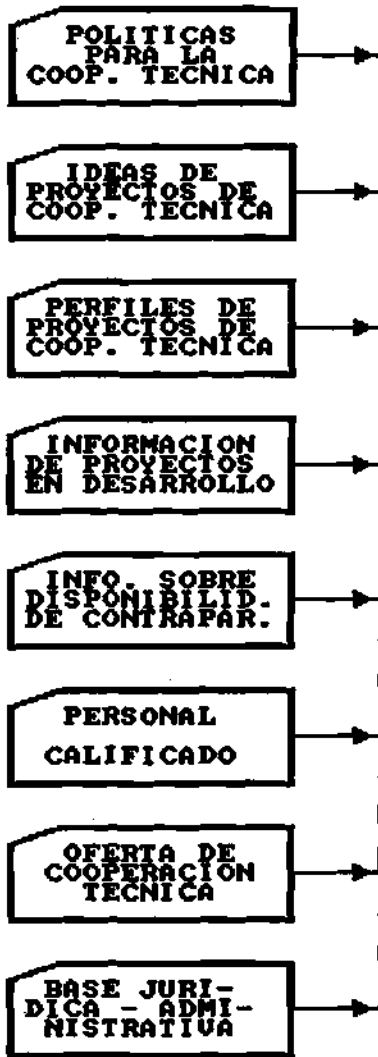 POLITICAS
PARA LA
COOP. TECNICA
IDEAS DE
PROYECTOS DE
COOP. TECNICA
PERFILES DE
PROYECTOS DE
COOP. TECNICA
INFORMACION
DE PROYECTOS
EN DESARROLLO
INFO. SOBRE
DISPONIBILID.
DE CONTRAPAR.
PERSONAL
CALIFICADO
OFERTA DE
COOPERACION
TECNICA
BASE JURI-
DICA - ADMI-
NISTRATIVA